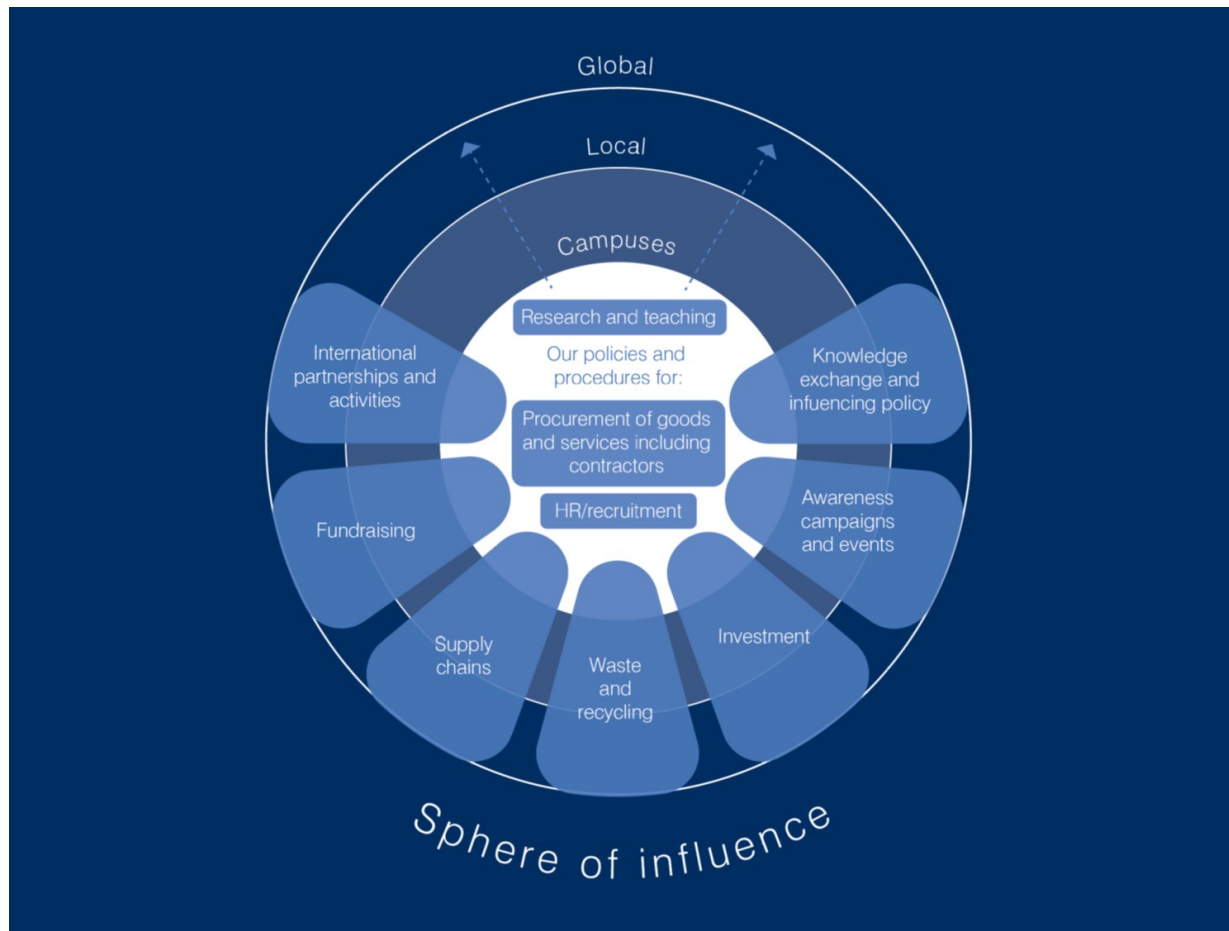 Global
Local
Campuses
Research and teaching
Our policies and
procedures for:
Procurement of goods
and services including
contractors
HR/recruitment
International
partnerships and
activities
Fundraising
Supply
chains
Waste
and
recycling
Investment
Awareness
campaigns
and events
Knowledge
exchange and
infuencing policy
Sphere of influence